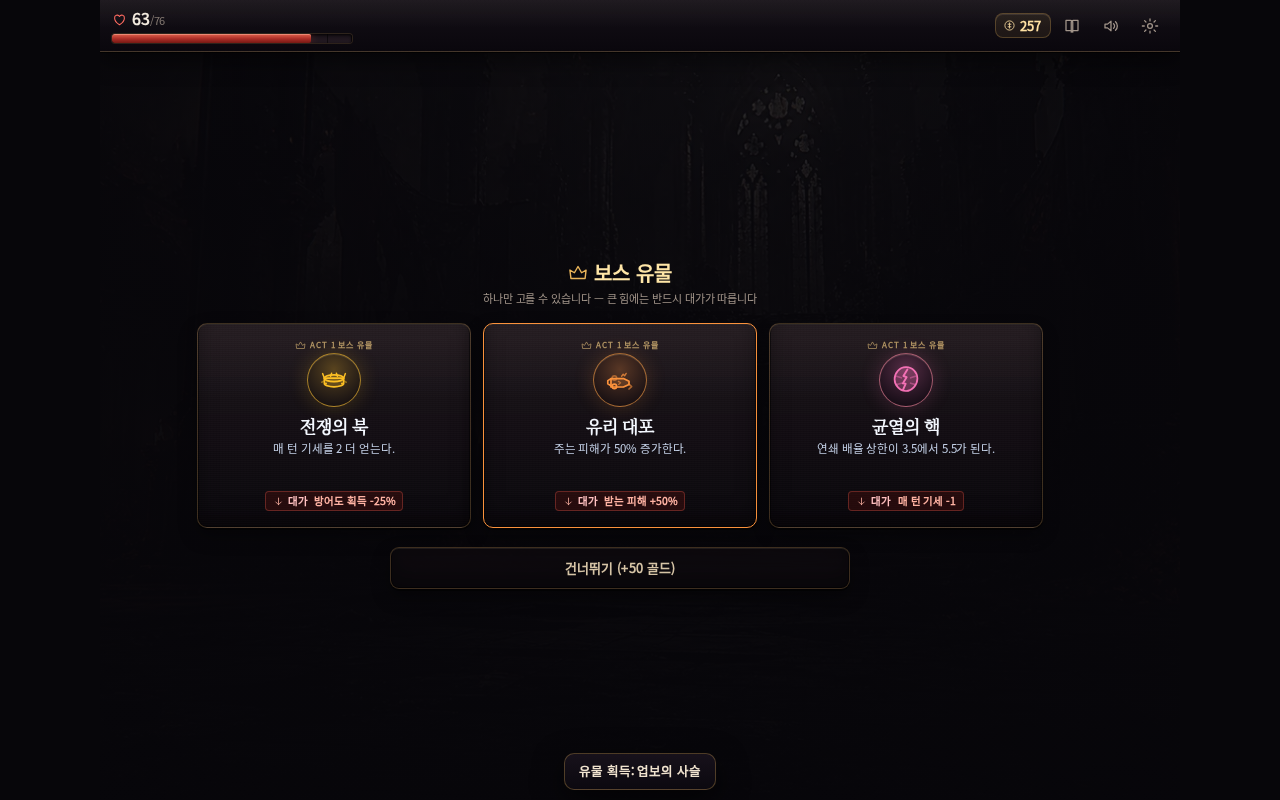 63/76
257
보스 유물
하나만 고를 수 있습니다 — 큰 힘에는 반드시 대가가 따릅니다
ACT 1 보스 유물
전쟁의 북
매 턴 기세를 2 더 얻는다.
↓ 대가 방어도 획득 -25%
ACT 1 보스 유물
유리 대포
주는 피해가 50% 증가한다.
↓ 대가 받는 피해 +50%
ACT 1 보스 유물
균열의 핵
연쇄 배율 상한이 3.5에서 5.5가 된다.
↓ 대가 매 턴 기세 -1
건너뛰기 (+50 골드)
유물 획득: 업보의 사슬